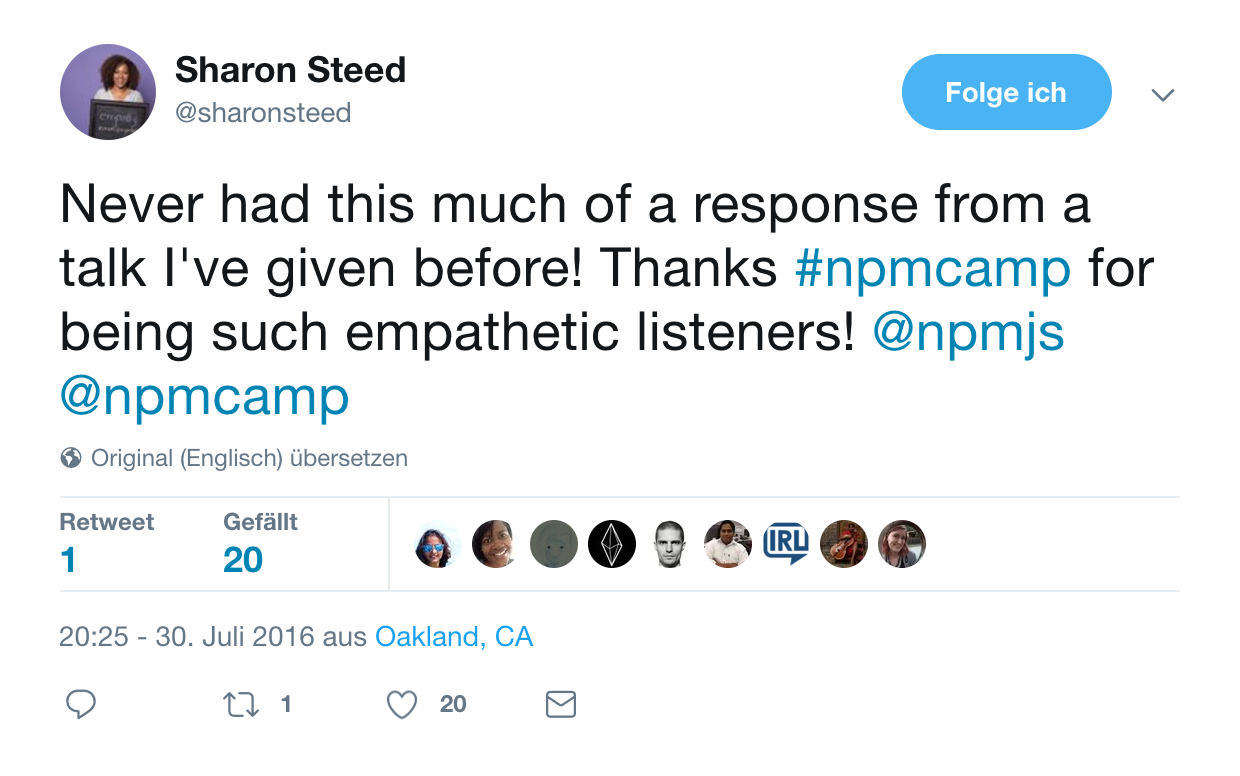 Sharon Steed
@sharonsteed
Folge ich
Never had this much of a response from a
talk I've given before! Thanks #npmcamp for
being such empathetic listeners! @npmjs
@npmcamp
Original (Englisch) übersetzen
Retweet Gefällt
1 20
IRL
20:25 - 30. Juli 2016 aus Oakland, CA
1 20